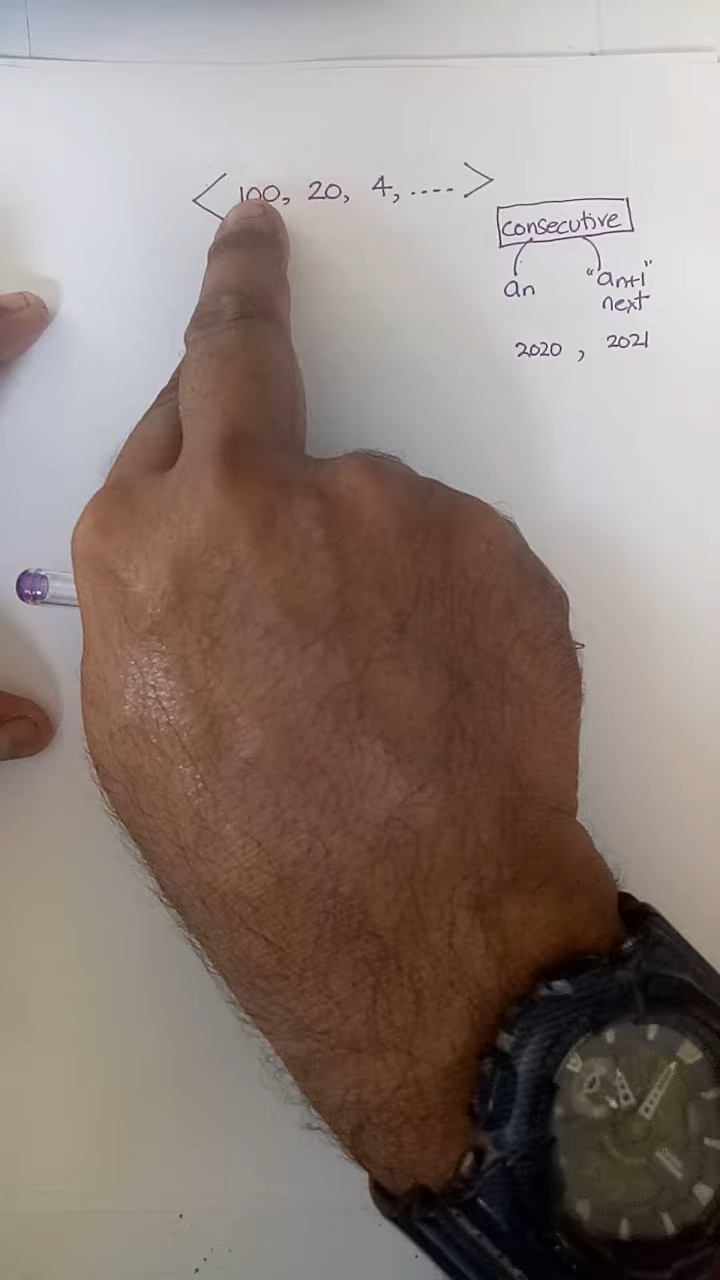 <100, 20, 4, ....>
consecutive
an "an+1"
next
2020 , 2021